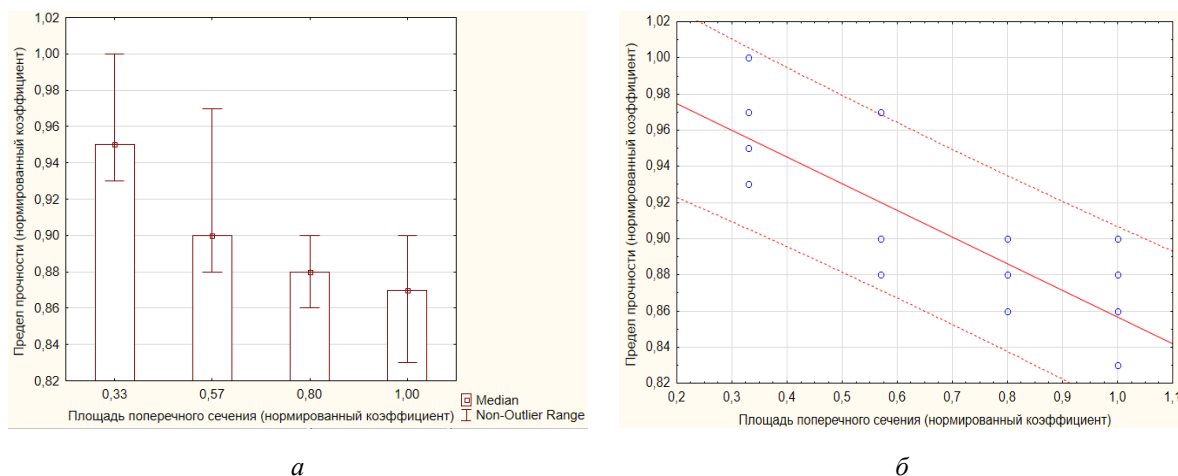 1,02
1,00
0,98
0,96
0,94
0,92
0,90
0,88
0,86
0,84
0,82
Предел прочности (нормированный коэффициент)
0,33 0,57 0,80 1,00
Площадь поперечного сечения (нормированный коэффициент)
Median
Non-Outlier Range
а
1,02
1,00
0,98
0,96
0,94
0,92
0,90
0,88
0,86
0,84
0,82
Предел прочности (нормированный коэффициент)
0,2 0,3 0,4 0,5 0,6 0,7 0,8 0,9 1,0 1,1
Площадь поперечного сечения (нормированный коэффициент)
б